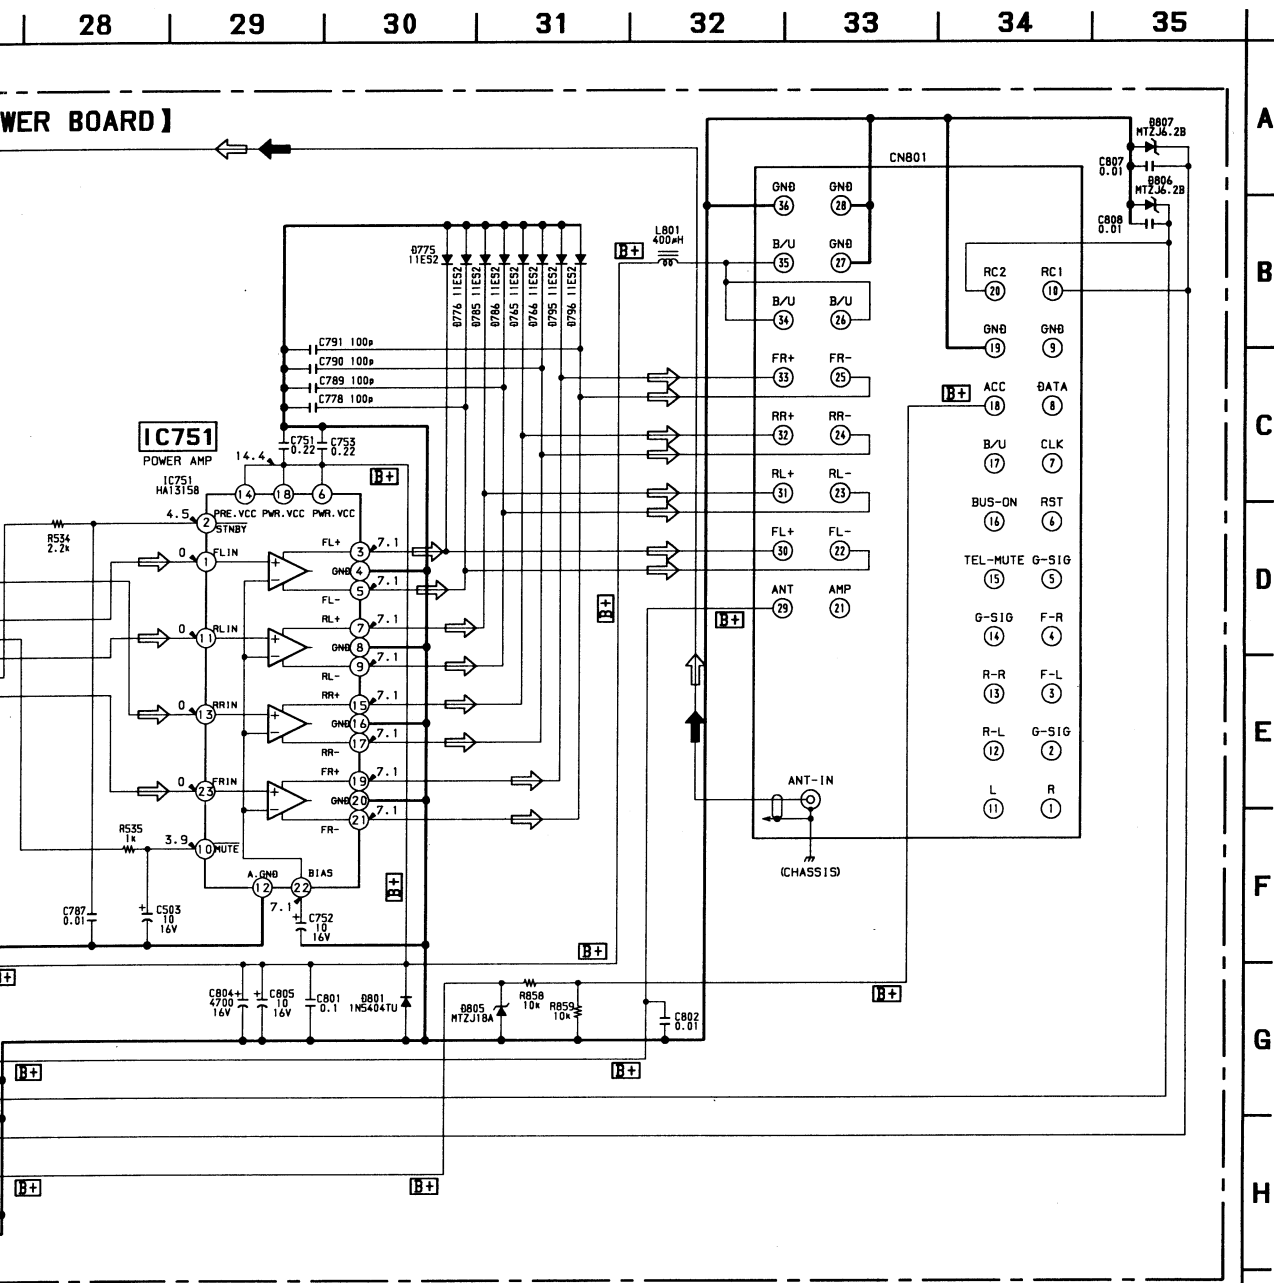 28 29 30 31 32 33 34 35
WER BOARD】
A
B
C
D
E
F
G
H
D807
MTZJ6.2B
C807
0.01
D806
MTZJ6.2B
C808
0.01
CN801
GND
36
GND
28
B/U
35
GND
27
B/U
34
B/U
26
FR+
33
FR-
25
RR+
32
RR-
24
RL+
31
RL-
23
FL+
30
FL-
22
ANT
29
AMP
21
RC2
20
RC1
10
GND
19
GND
9
ACC
18
DATA
8
B/U
17
CLK
7
BUS-ON
16
RST
6
TEL-MUTE
15
G-SIG
5
G-SIG
14
F-R
4
R-R
13
F-L
3
R-L
12
G-SIG
2
L
11
R
1
ANT-IN
(CHASSIS)
L801
400μH
B+
D775
11ES2
D776 11ES2
D785 11ES2
D786 11ES2
D765 11ES2
D766 11ES2
D795 11ES2
D796 11ES2
C791 100p
C790 100p
C789 100p
C778 100p
IC751
POWER AMP
IC751
HA13158
C751
0.22
C753
0.22
14.4
B+
14 18 6
PRE.VCC PWR.VCC PWR.VCC
4.5
2
STNBY
R534
2.2k
0
1
FLIN
FL+
3
7.1
GND
4
5
7.1
FL-
0
11
RLIN
RL+
7
7.1
GND
8
9
7.1
RL-
0
13
RRIN
RR+
15
7.1
GND
16
17
7.1
RR-
0
23
FRIN
FR+
19
7.1
GND
20
21
7.1
FR-
R535
1k
3.9
10
MUTE
A.GND
12
BIAS
22
7.1
C752
10
16V
C787
0.01
C503
10
16V
B+
B+
B+
B+
B+
C804
4700
16V
C805
10
16V
C801
0.1
D801
1N5404TU
D805
MTZJ18A
R858
10k
R859
10k
C802
0.01
B+
B+
B+
B+
B+